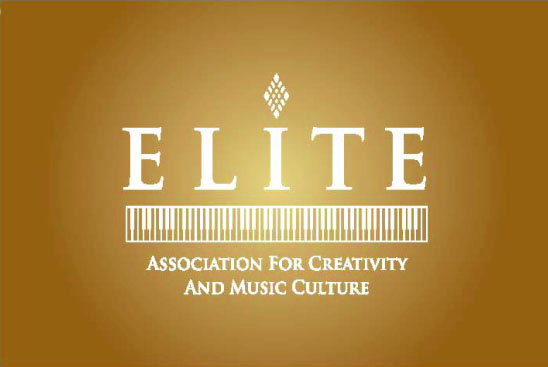 ELITE
ASSOCIATION FOR CREATIVITY
AND MUSIC CULTURE